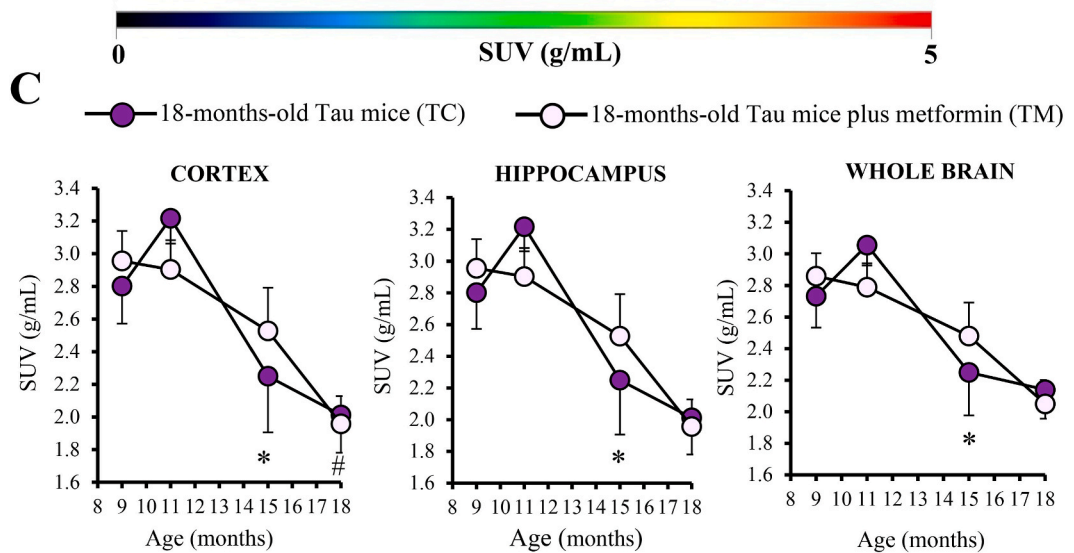 0 5
SUV (g/mL)
C
18-months-old Tau mice (TC) 18-months-old Tau mice plus metformin (TM)
CORTEX
3.4
3.2
3.0
2.8
2.6
2.4
2.2
2.0
1.8
1.6
SUV (g/mL)
* #
8 9 10 11 12 13 14 15 16 17 18
Age (months)
HIPPOCAMPUS
3.4
3.2
3.0
2.8
2.6
2.4
2.2
2.0
1.8
1.6
SUV (g/mL)
*
8 9 10 11 12 13 14 15 16 17 18
Age (months)
WHOLE BRAIN
3.4
3.2
3.0
2.8
2.6
2.4
2.2
2.0
1.8
1.6
SUV (g/mL)
*
8 9 10 11 12 13 14 15 16 17 18
Age (months)